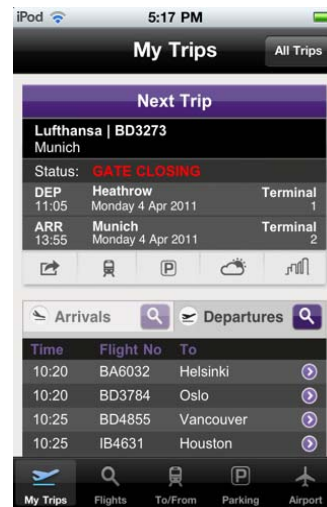 iPod 5:17 PM
My Trips All Trips
Next Trip
Lufthansa | BD3273
Munich
Status: GATE CLOSING
DEP Heathrow Terminal
11:05 Monday 4 Apr 2011 1
ARR Munich Terminal
13:55 Monday 4 Apr 2011 2
P
Arrivals Departures
Time Flight No To
10:20 BA6032 Helsinki
10:20 BD3784 Oslo
10:25 BD4855 Vancouver
10:25 IB4631 Houston
P
My Trips Flights To/From Parking Airport